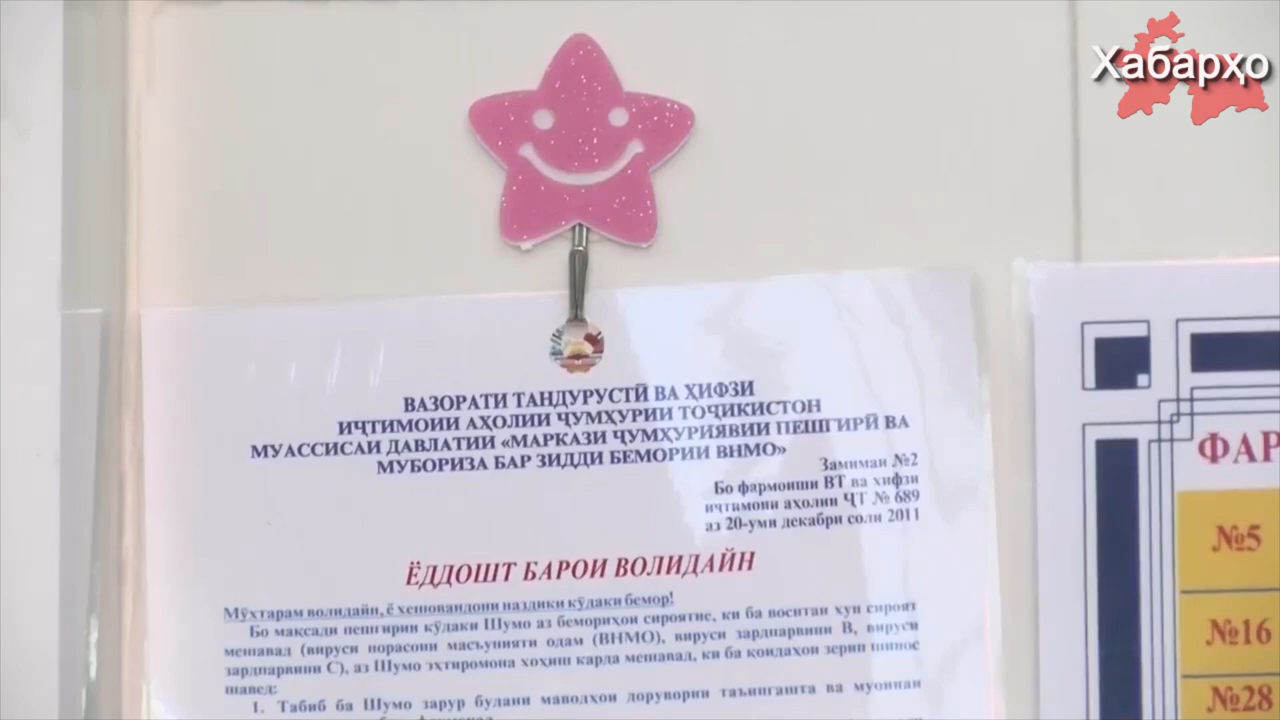 Хабарҳо
ВАЗОРАТИ ТАНДУРУСТӢ ВА ҲИФЗИ
ИҶТИМОИИ АҲОЛИИ ҶУМҲУРИИ ТОҶИКИСТОН
МУАССИСАИ ДАВЛАТИИ «МАРКАЗИ ҶУМҲУРИЯВИИ ПЕШГИРӢ ВА
МУБОРИЗА БАР ЗИДДИ БЕМОРИИ ВНМО»
Замимаи №2
Бо фармоиши ВТ ва ҳифзи
иҷтимоии аҳолии ҶТ № 689
аз 20-уми декабри соли 2011
ЁДДОШТ БАРОИ ВОЛИДАЙН
Мӯҳтарам волидайн, ё хешовандони наздики кӯдаки бемор!
Бо мақсади пешгирии кӯдаки Шумо аз бемориҳои сироятие, ки ба воситаи хун сироят
мешавад (вируси норасоии масъунияти одам (ВНМО), вируси зардпарвини В, вируси
зардпарвини С), аз Шумо эҳтиромона хоҳиш карда мешавад, ки ба қоидаҳои зерин шинос
шавед:
1. Табиб ба Шумо зарур будани маводҳои дорувории таъингашта ва муоинаи
ФАР
№5
№16
№28